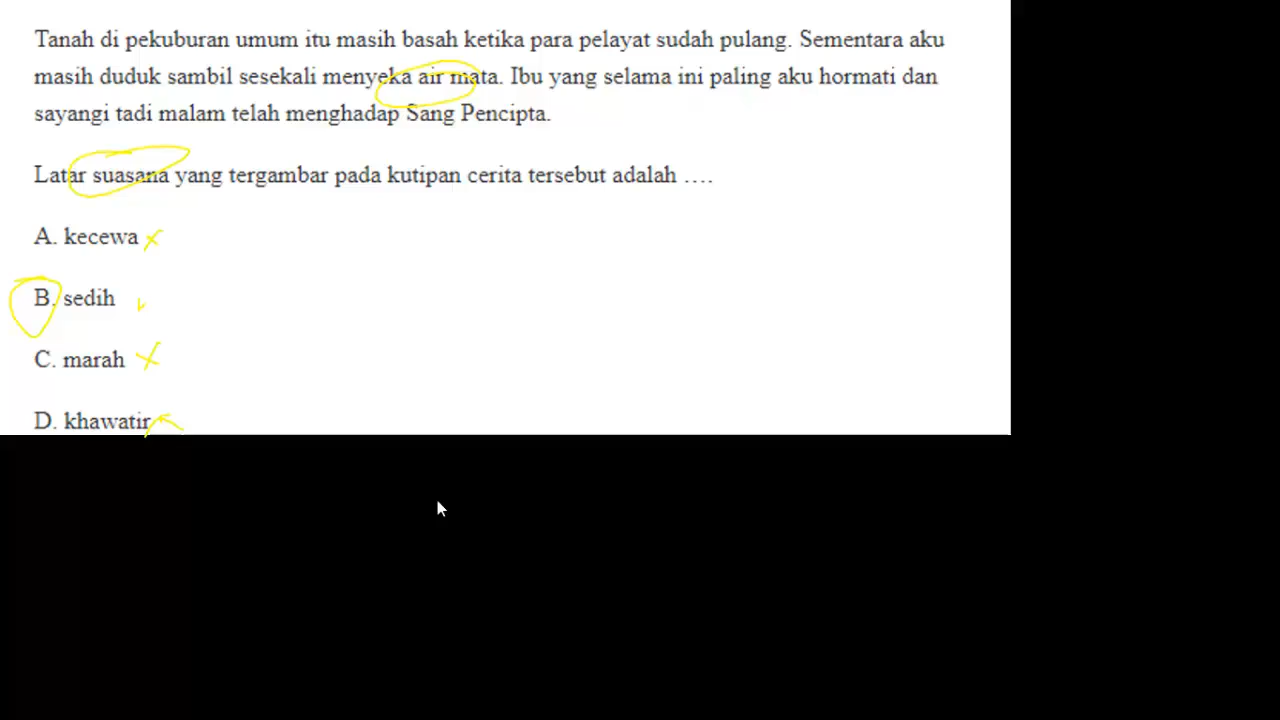 Tanah di pekuburan umum itu masih basah ketika para pelayat sudah pulang. Sementara aku
masih duduk sambil sesekali menyeka air mata. Ibu yang selama ini paling aku hormati dan
sayangi tadi malam telah menghadap Sang Pencipta.
Latar suasana yang tergambar pada kutipan cerita tersebut adalah ….
A. kecewa
B. sedih
C. marah
D. khawatir